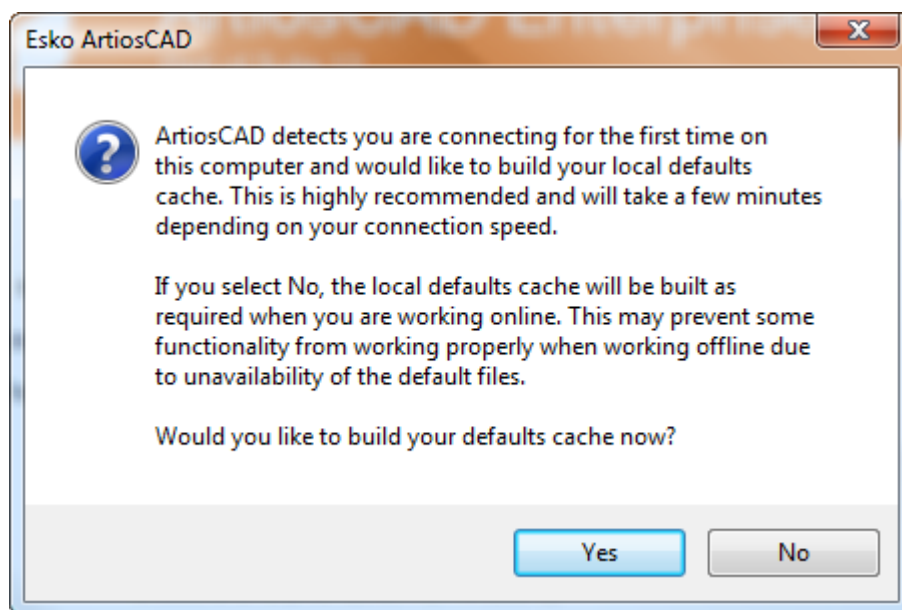 ArtiosCAD Enterprise
Esko ArtiosCAD
ArtiosCAD detects you are connecting for the first time on
this computer and would like to build your local defaults
cache. This is highly recommended and will take a few minutes
depending on your connection speed.
If you select No, the local defaults cache will be built as
required when you are working online. This may prevent some
functionality from working properly when working offline due
to unavailability of the default files.
Would you like to build your defaults cache now?
Yes
No